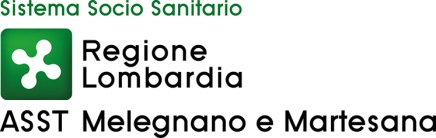 Sistema Socio Sanitario
Regione
Lombardia
ASST Melegnano e Martesana